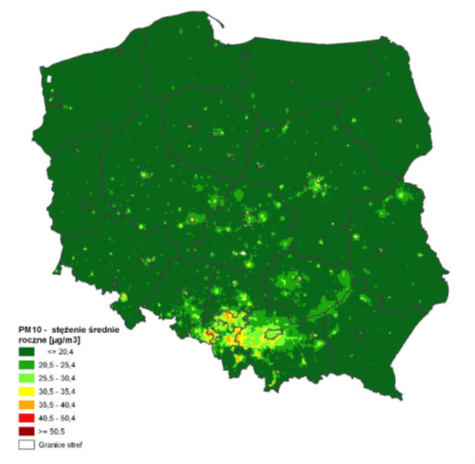 PM10 - stężenie średnie
roczne [µg/m3]
<= 20,4
20,5 - 25,4
25,5 - 30,4
30,5 - 35,4
35,5 - 40,4
40,5 - 50,4
>= 50,5
Granice stref